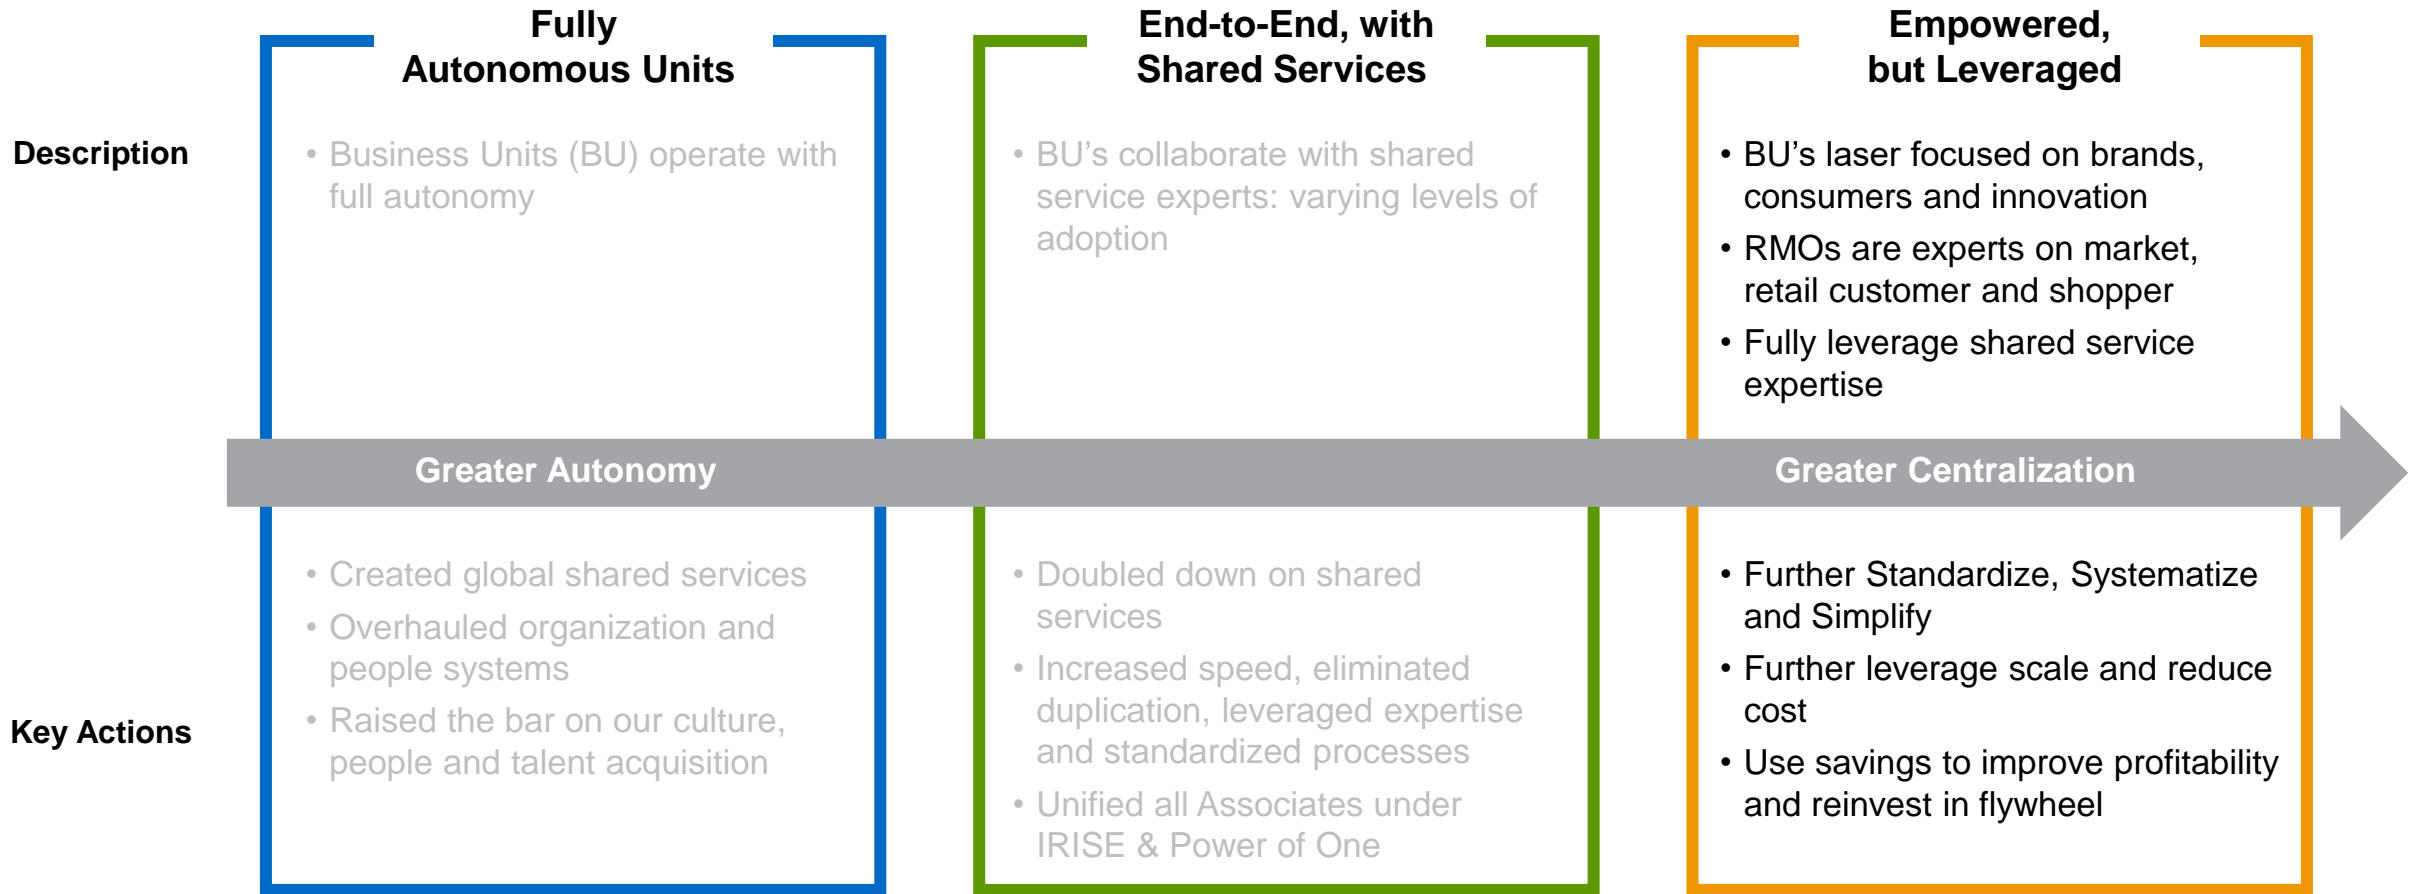 Fully
Autonomous Units
End-to-End, with
Shared Services
Empowered,
but Leveraged
Description
• Business Units (BU) operate with
full autonomy
• BU’s collaborate with shared
service experts: varying levels of
adoption
• BU’s laser focused on brands,
consumers and innovation
• RMOs are experts on market,
retail customer and shopper
• Fully leverage shared service
expertise
Greater Autonomy
Greater Centralization
Key Actions
• Created global shared services
• Overhauled organization and
people systems
• Raised the bar on our culture,
people and talent acquisition
• Doubled down on shared
services
• Increased speed, eliminated
duplication, leveraged expertise
and standardized processes
• Unified all Associates under
IRISE & Power of One
• Further Standardize, Systematize
and Simplify
• Further leverage scale and reduce
cost
• Use savings to improve profitability
and reinvest in flywheel